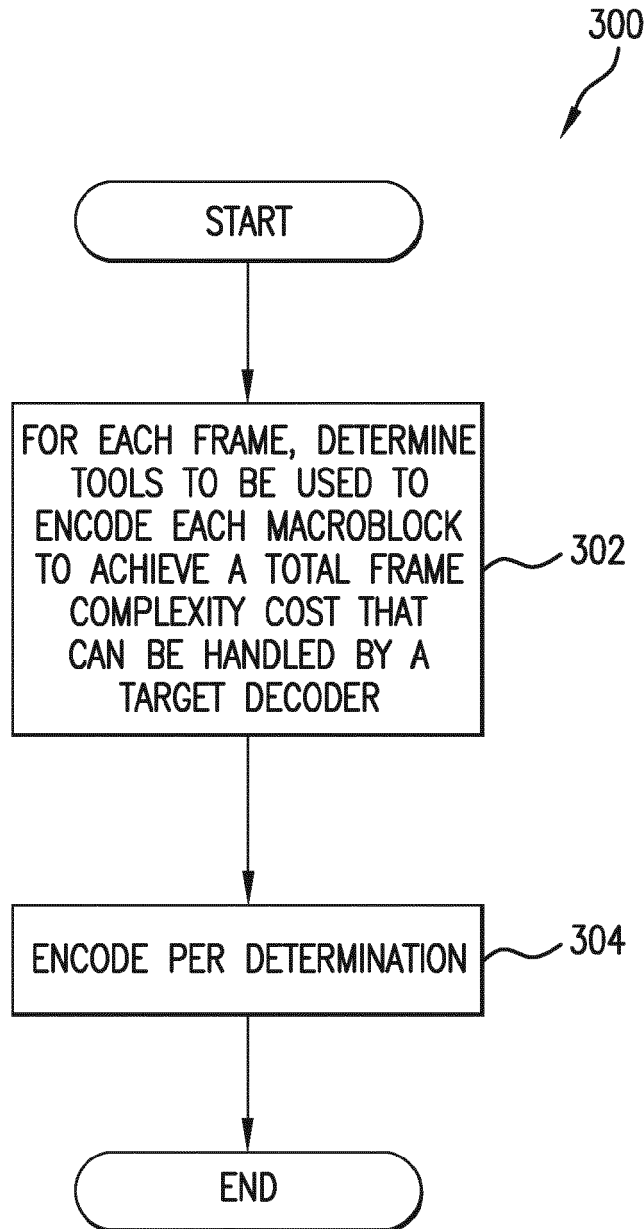 300
START
FOR EACH FRAME, DETERMINE
TOOLS TO BE USED TO
ENCODE EACH MACROBLOCK
TO ACHIEVE A TOTAL FRAME
COMPLEXITY COST THAT
CAN BE HANDLED BY A
TARGET DECODER
302
ENCODE PER DETERMINATION
304
END